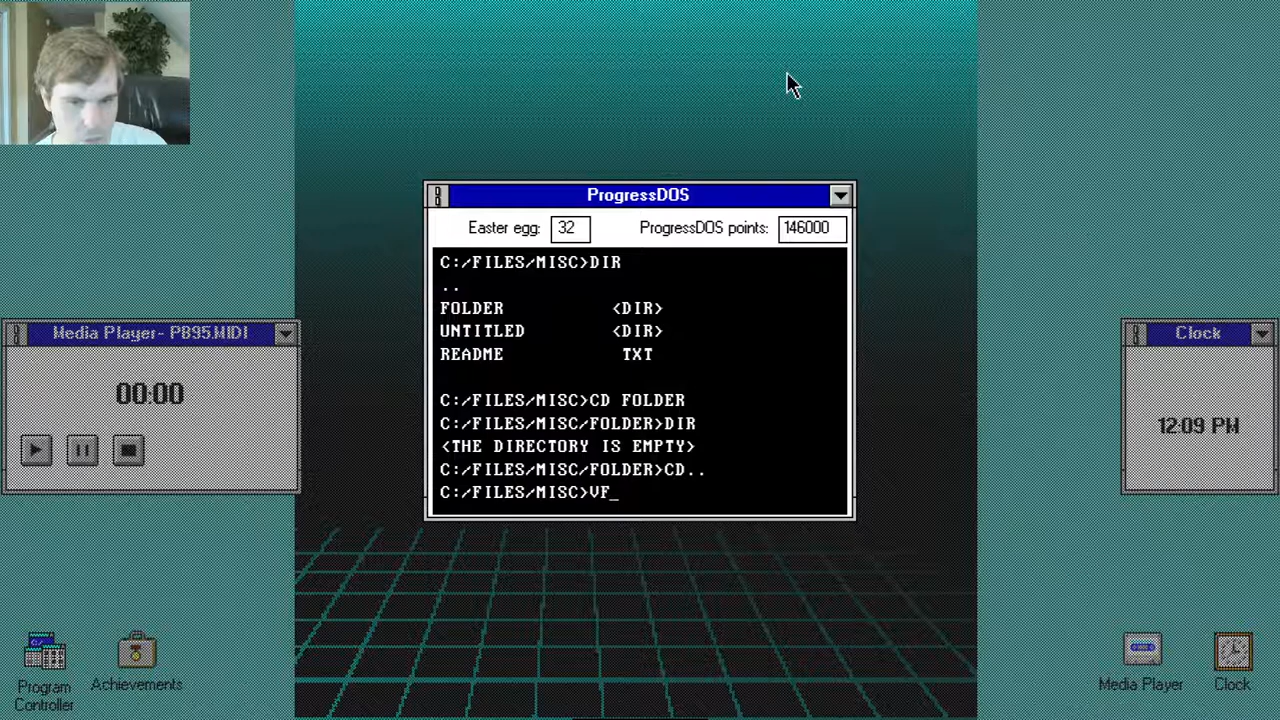 ProgressDOS
Easter egg: 32 ProgressDOS points: 146000
C:/FILES/MISC>DIR
..
FOLDER <DIR>
UNTITLED <DIR>
README TXT
C:/FILES/MISC>CD FOLDER
C:/FILES/MISC/FOLDER>DIR
<THE DIRECTORY IS EMPTY>
C:/FILES/MISC/FOLDER>CD..
C:/FILES/MISC>VF_
Media Player- PB95.MIDI
00:00
Clock
12:09 PM
Program
Controller
Achievements
Media Player
Clock